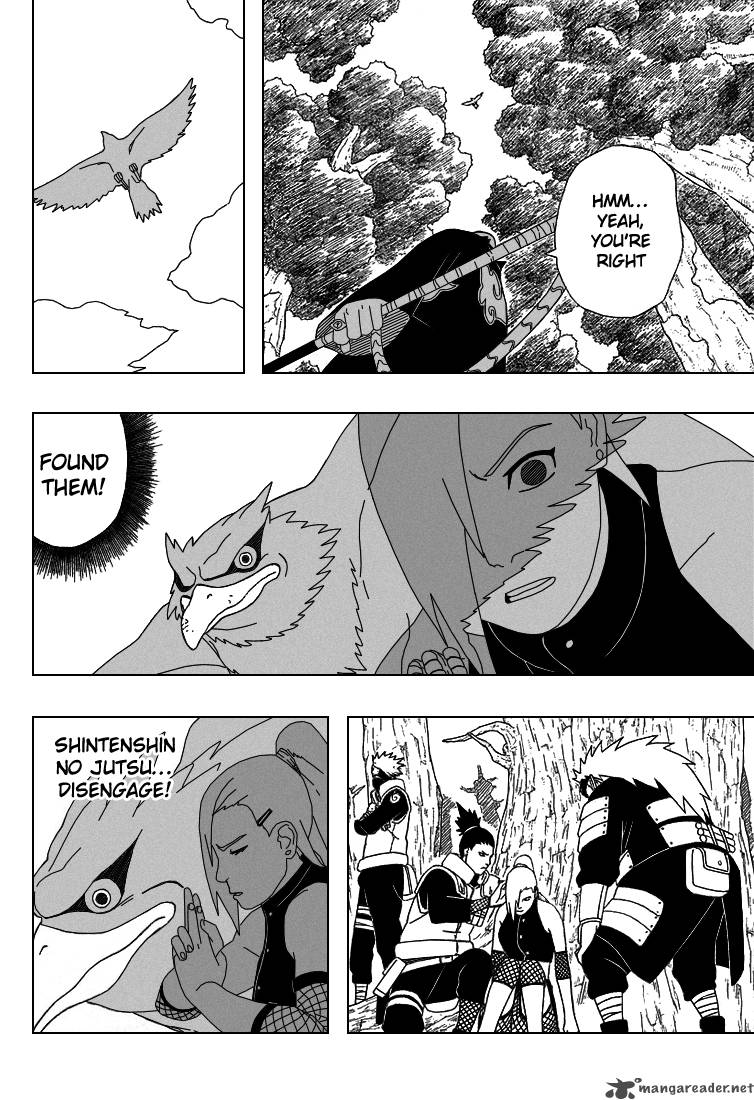 HMM...
YEAH,
YOU'RE
RIGHT
FOUND
THEM!
SHINTENSHIN
NO JUTSU...
DISENGAGE!
mangareader.net